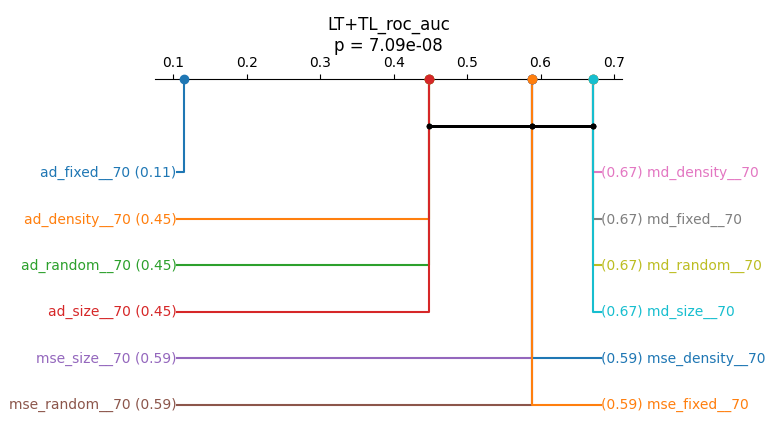 LT+TL_roc_auc
p = 7.09e-08
0.1 0.2 0.3 0.4 0.5 0.6 0.7
ad_fixed__70 (0.11) (0.67) md_density__70
ad_density__70 (0.45) (0.67) md_fixed__70
ad_random__70 (0.45) (0.67) md_random__70
ad_size__70 (0.45) (0.67) md_size__70
mse_size__70 (0.59) (0.59) mse_density__70
mse_random__70 (0.59) (0.59) mse_fixed__70